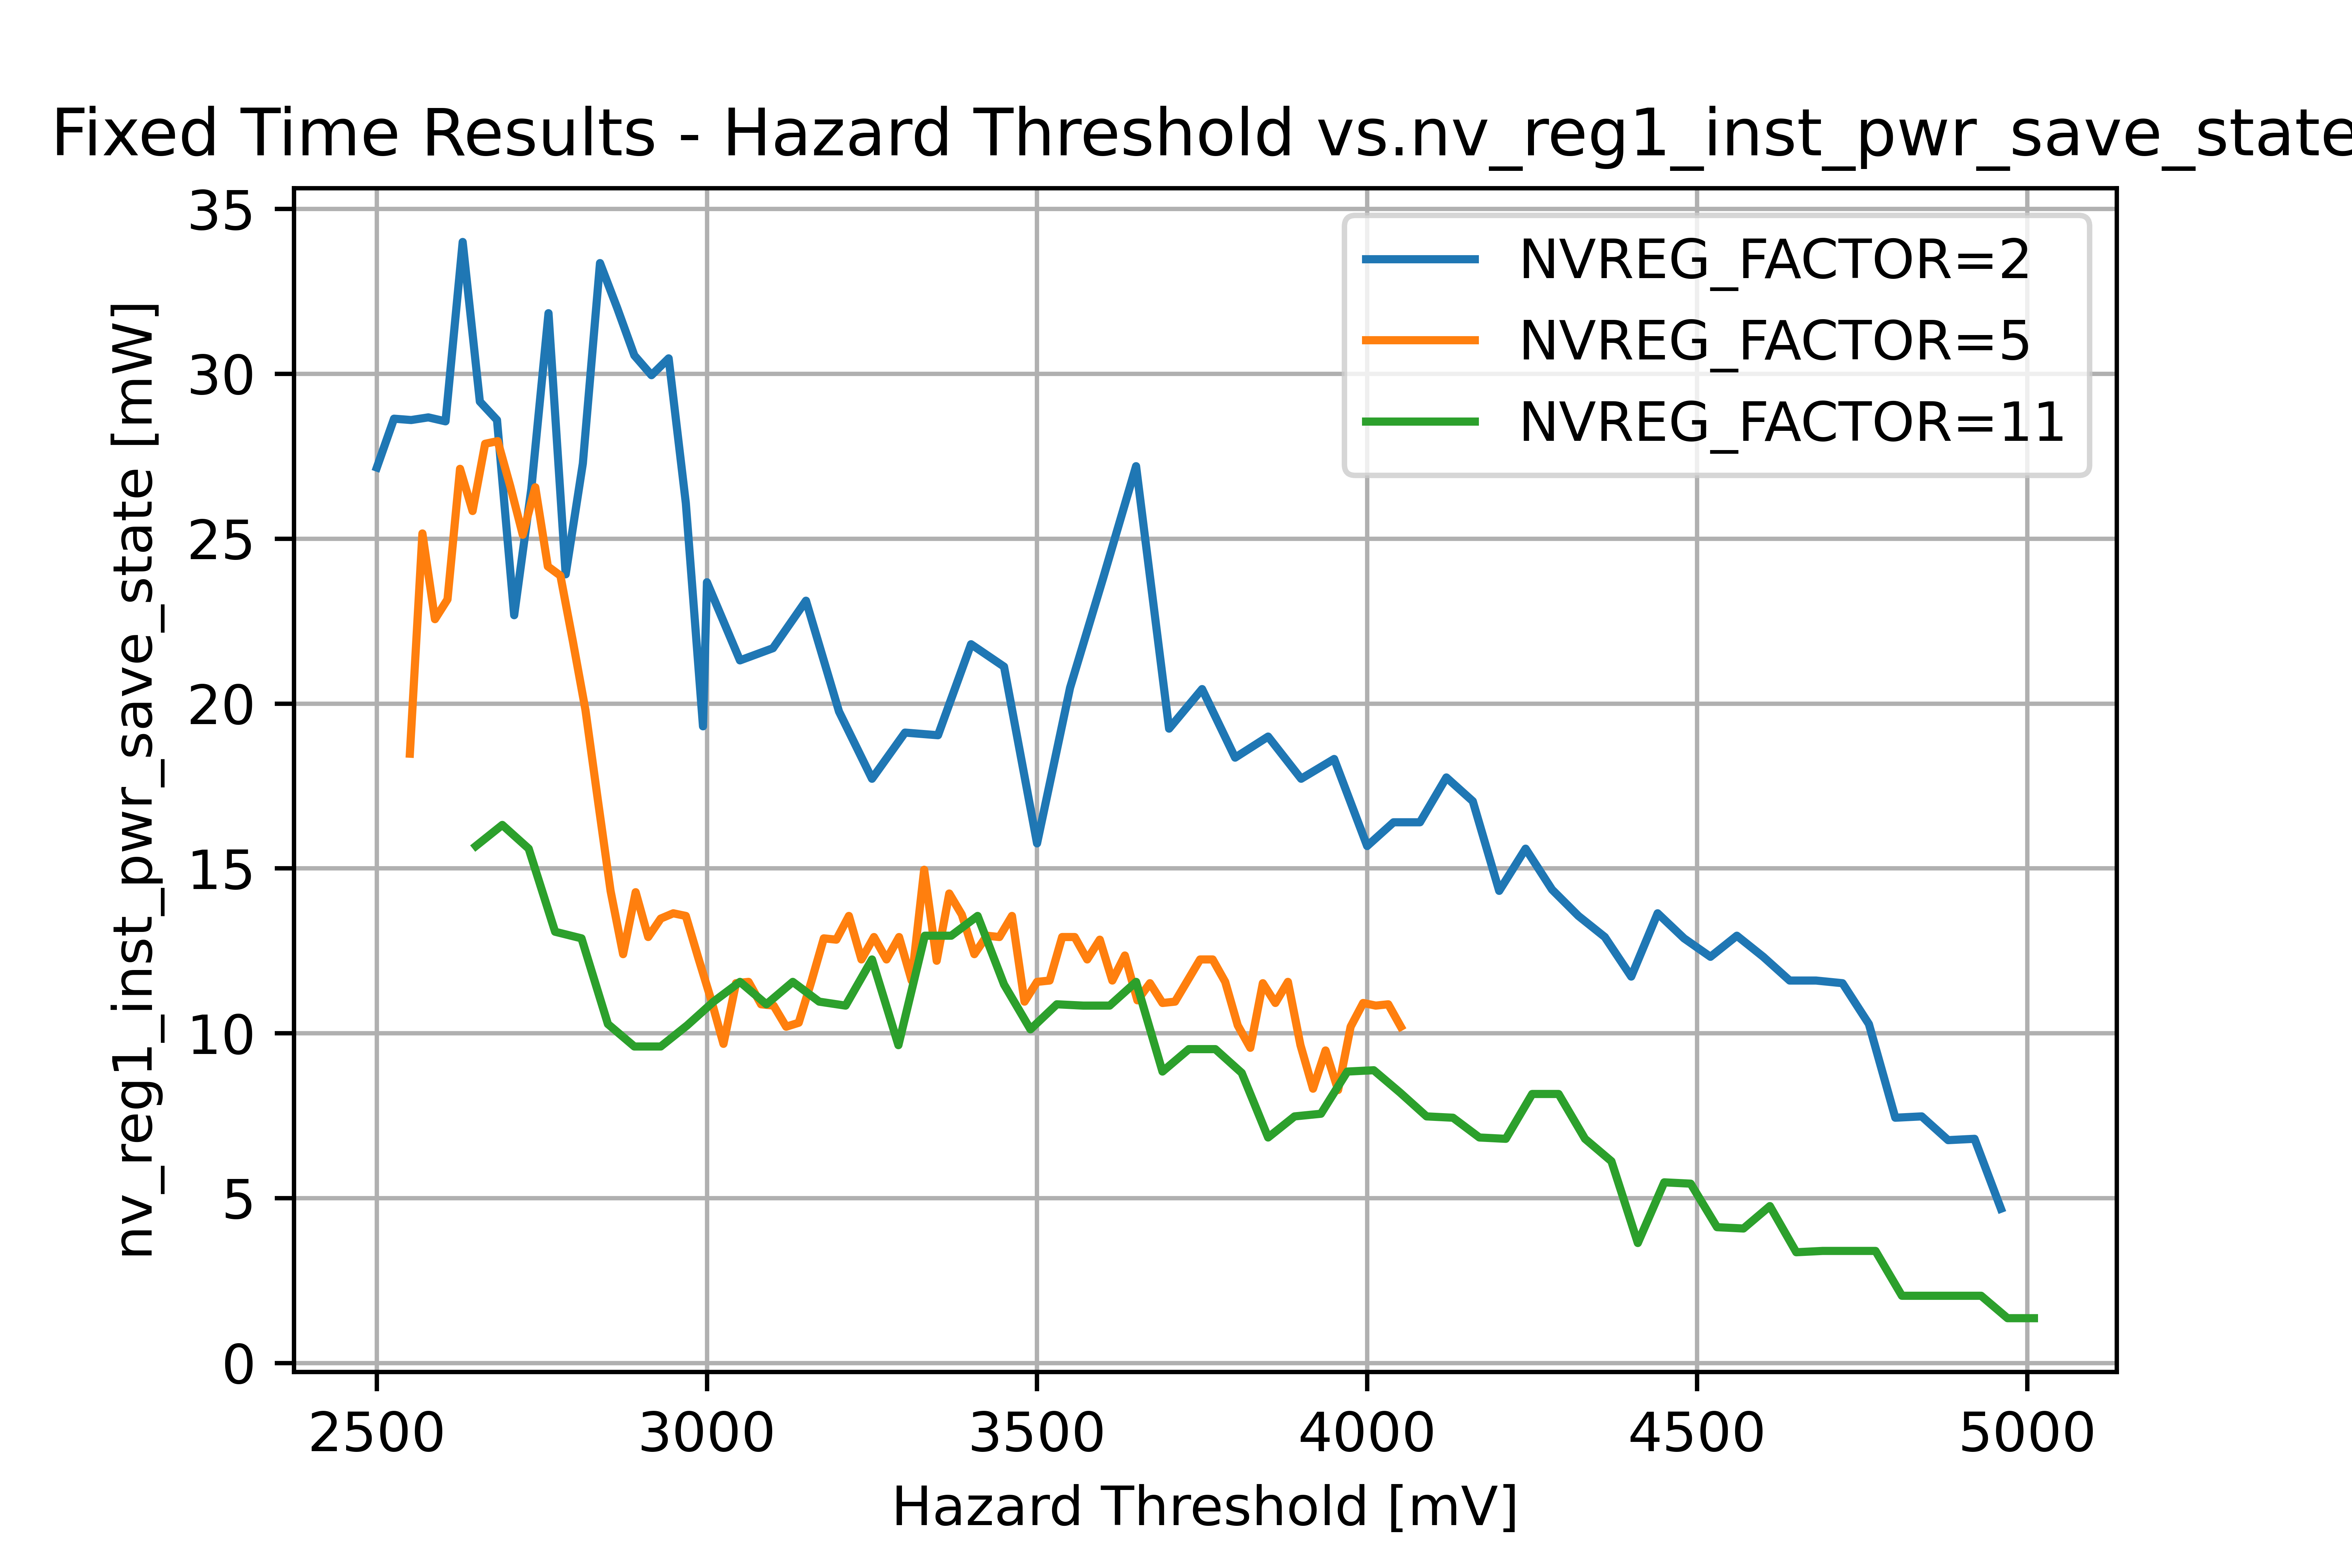 Fixed Time Results - Hazard Threshold vs.nv_reg1_inst_pwr_save_state
nv_reg1_inst_pwr_save_state [mW]
35
30
25
20
15
10
5
0
NVREG_FACTOR=2
NVREG_FACTOR=5
NVREG_FACTOR=11
2500 3000 3500 4000 4500 5000
Hazard Threshold [mV]